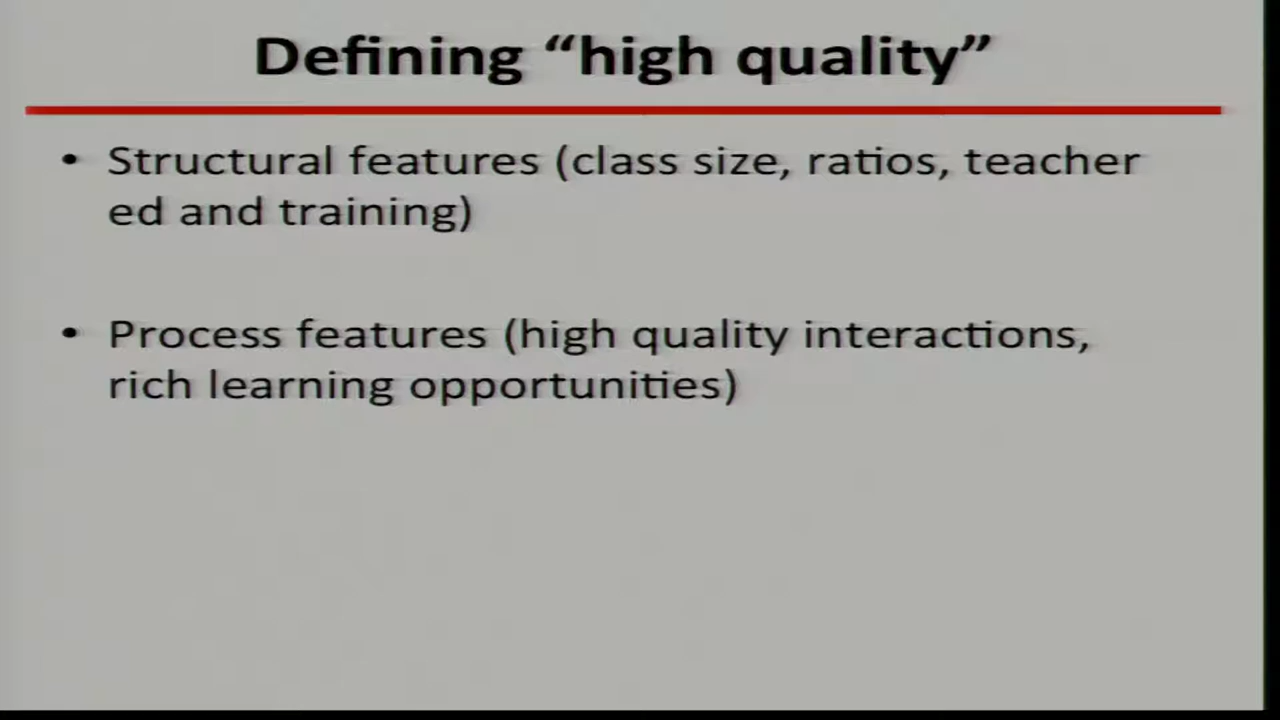 Defining “high quality”
• Structural features (class size, ratios, teacher
ed and training)
• Process features (high quality interactions,
rich learning opportunities)